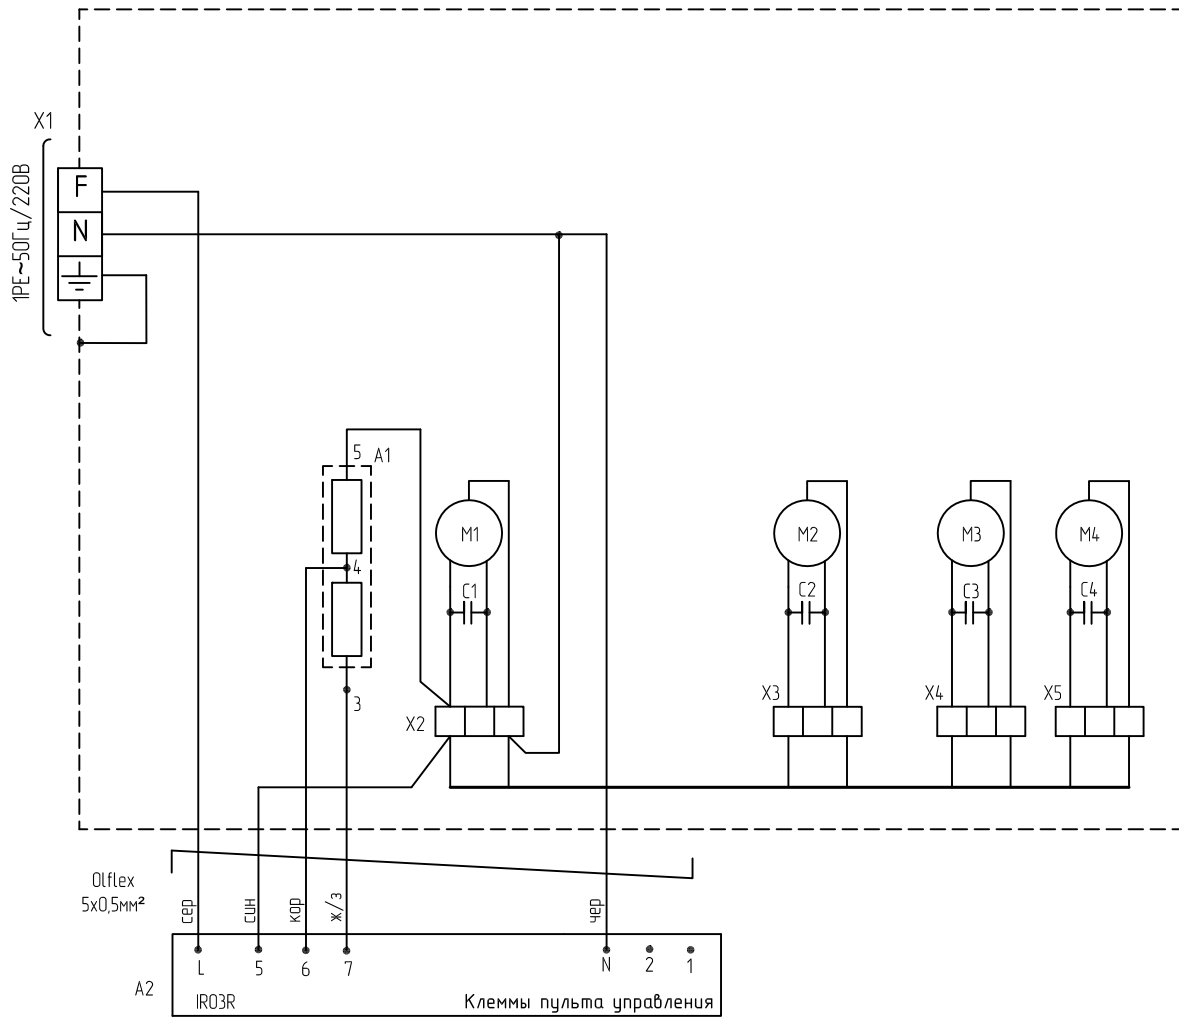 X1
1PE~50Гц/220В
F
N
5
A1
4
3
M1
M2
M3
M4
C1
C2
C3
C4
X2
X3
X4
X5
Olflex
5x0,5мм²
сер
син
кор
ж/з
чер
L
5
6
7
N
2
1
A2
IR03R
Клеммы пульта управления